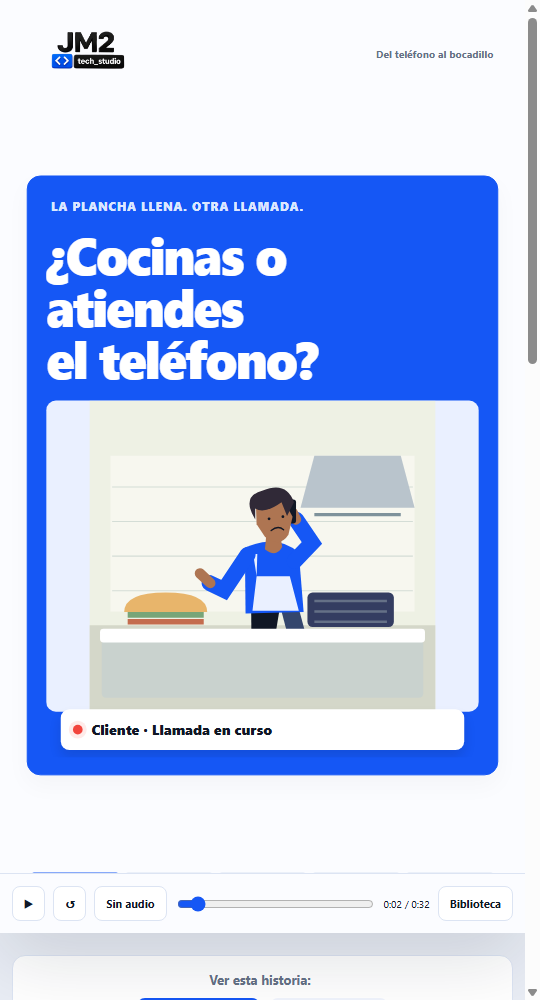 JM2
<> tech_studio
Del teléfono al bocadillo
LA PLANCHA LLENA. OTRA LLAMADA.
¿Cocinas o
atiendes
el teléfono?
Cliente · Llamada en curso
Sin audio
0:02 / 0:32
Biblioteca
Ver esta historia: